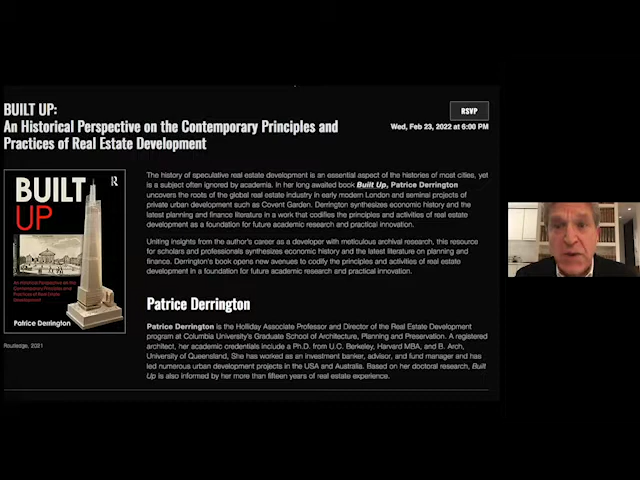 BUILT UP:
An Historical Perspective on the Contemporary Principles and
Practices of Real Estate Development
RSVP
Wed, Feb 23, 2022 at 6:00 PM
BUILT
UP
R
An Historical Perspective on the
Contemporary Principles and
Practices of Real Estate
Development
Patrice Derrington
Routledge, 2021
The history of speculative real estate development is an essential aspect of the histories of most cities, yet
is a subject often ignored by academia. In her long awaited book Built Up, Patrice Derrington
uncovers the roots of the global real estate industry in early modern London and seminal projects of
private urban development such as Covent Garden. Derrington synthesizes economic history and the
latest planning and finance literature in a work that codifies the principles and activities of real estate
development as a foundation for future academic research and practical innovation.
Uniting insights from the author's career as a developer with meticulous archival research, this resource
for scholars and professionals synthesizes economic history and the latest literature on planning and
finance. Derrington's book opens new avenues to codify the principles and activities of real estate
development in a foundation for future academic research and practical innovation.
Patrice Derrington
Patrice Derrington is the Holliday Associate Professor and Director of the Real Estate Development
program at Columbia University's Graduate School of Architecture, Planning and Preservation. A registered
architect, her academic credentials include a Ph.D. from U.C. Berkeley, Harvard MBA, and B. Arch,
University of Queensland, She has worked as an investment banker, advisor, and fund manager and has
led numerous urban development projects in the USA and Australia. Based on her doctoral research, Built
Up is also informed by her more than fifteen years of real estate experience.